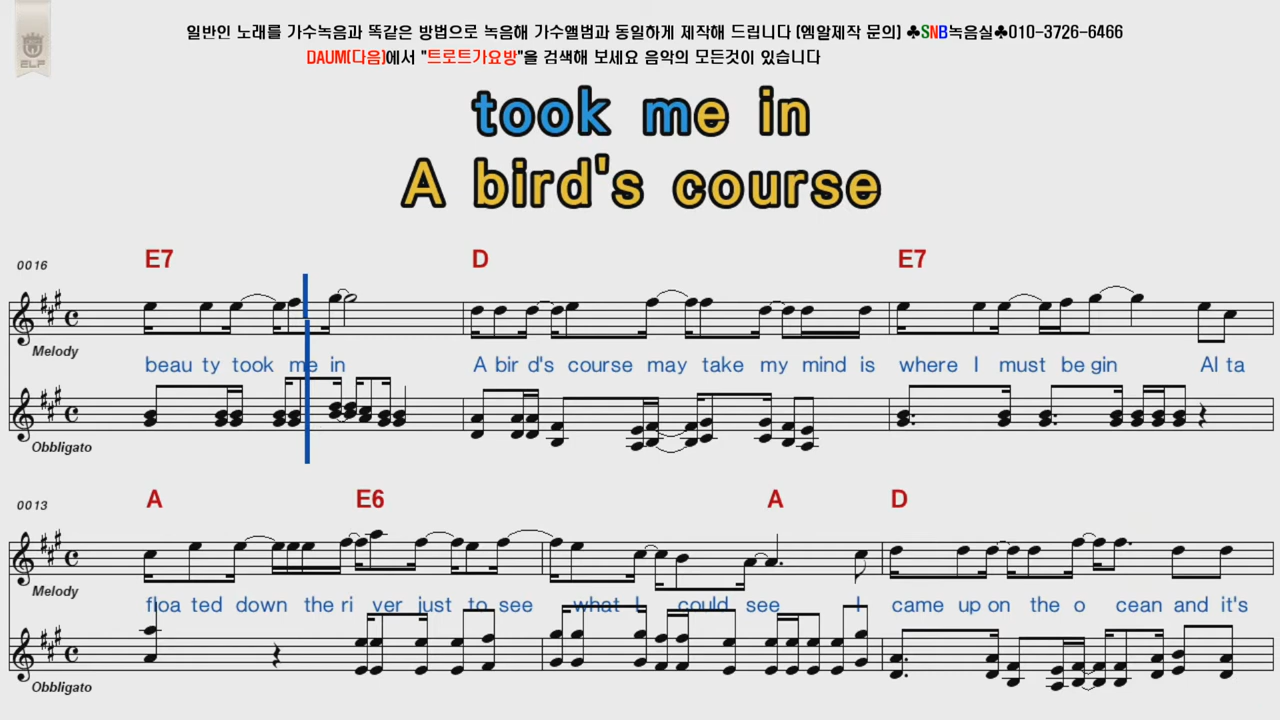 일반인 노래를 가수녹음과 똑같은 방법으로 녹음해 가수앨범과 동일하게 제작해 드립니다 (엠알제작 문의) ♣SNB녹음실♣010-3726-6466
DAUM(다음)에서 "트로트가요방"을 검색해 보세요 음악의 모든것이 있습니다
ELF
took me in
A bird's course
0016
E7 D E7
Melody
beau ty took me in A bir d's course may take my mind is where I must be gin Al ta
Obbligato
0013
A E6 A D
Melody
floa ted down the ri ver just to see what I could see I came up on the o cean and it's
Obbligato